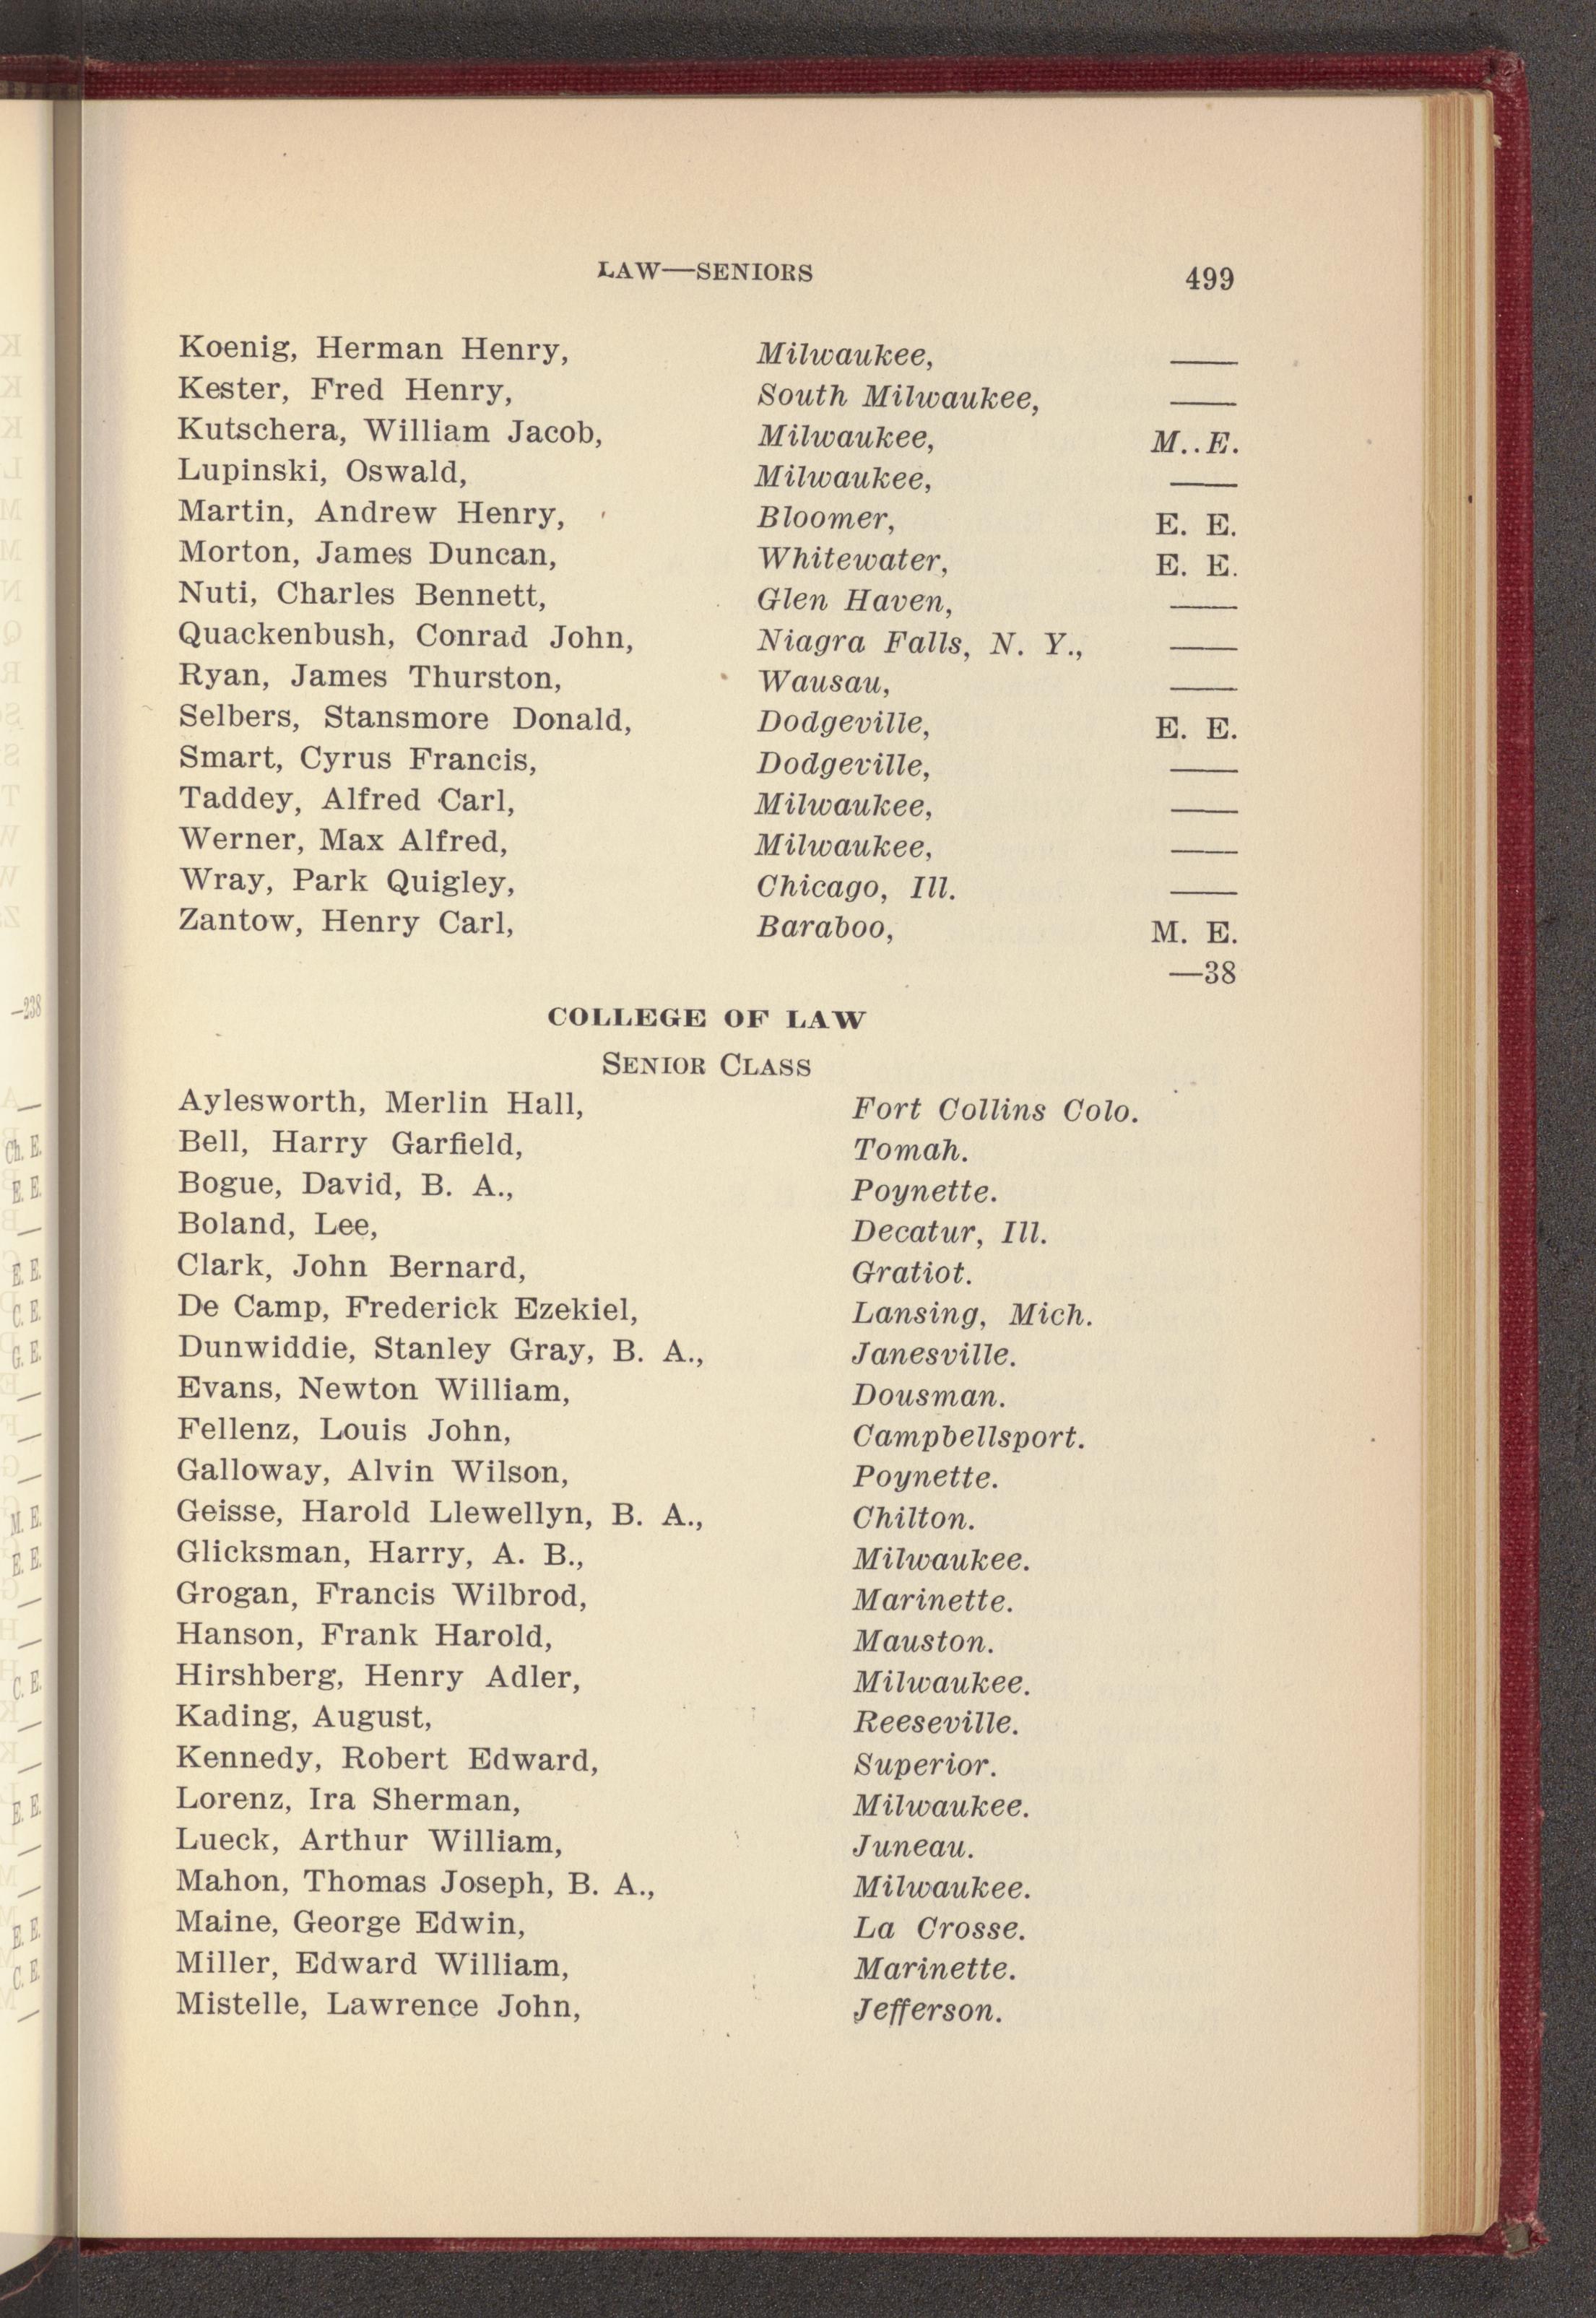 LAW—SENIORS 499
Koenig, Herman Henry, Milwaukee, ——
Kester, Fred Henry, South Milwaukee, ——
Kutschera, William Jacob, Milwaukee, M..E.
Lupinski, Oswald, Milwaukee, ——
Martin, Andrew Henry, Bloomer, E. E.
Morton, James Duncan, Whitewater, E. E.
Nuti, Charles Bennett, Glen Haven, ——
Quackenbush, Conrad John, Niagra Falls, N. Y., ——
Ryan, James Thurston, Wausau, ——
Selbers, Stansmore Donald, Dodgeville, E. E.
Smart, Cyrus Francis, Dodgeville, ——
Taddey, Alfred Carl, Milwaukee, ——
Werner, Max Alfred, Milwaukee, ——
Wray, Park Quigley, Chicago, Ill. ——
Zantow, Henry Carl, Baraboo, M. E.
—38
COLLEGE OF LAW
SENIOR CLASS
Aylesworth, Merlin Hall, Fort Collins Colo.
Bell, Harry Garfield, Tomah.
Bogue, David, B. A., Poynette.
Boland, Lee, Decatur, Ill.
Clark, John Bernard, Gratiot.
De Camp, Frederick Ezekiel, Lansing, Mich.
Dunwiddie, Stanley Gray, B. A., Janesville.
Evans, Newton William, Dousman.
Fellenz, Louis John, Campbellsport.
Galloway, Alvin Wilson, Poynette.
Geisse, Harold Llewellyn, B. A., Chilton.
Glicksman, Harry, A. B., Milwaukee.
Grogan, Francis Wilbrod, Marinette.
Hanson, Frank Harold, Mauston.
Hirshberg, Henry Adler, Milwaukee.
Kading, August, Reeseville.
Kennedy, Robert Edward, Superior.
Lorenz, Ira Sherman, Milwaukee.
Lueck, Arthur William, Juneau.
Mahon, Thomas Joseph, B. A., Milwaukee.
Maine, George Edwin, La Crosse.
Miller, Edward William, Marinette.
Mistelle, Lawrence John, Jefferson.
—238
Ch. E.
E. E.
E. E.
C. E.
G. E.
M. E.
E. E.
C. E.
E. E.
E. E.
C. E.